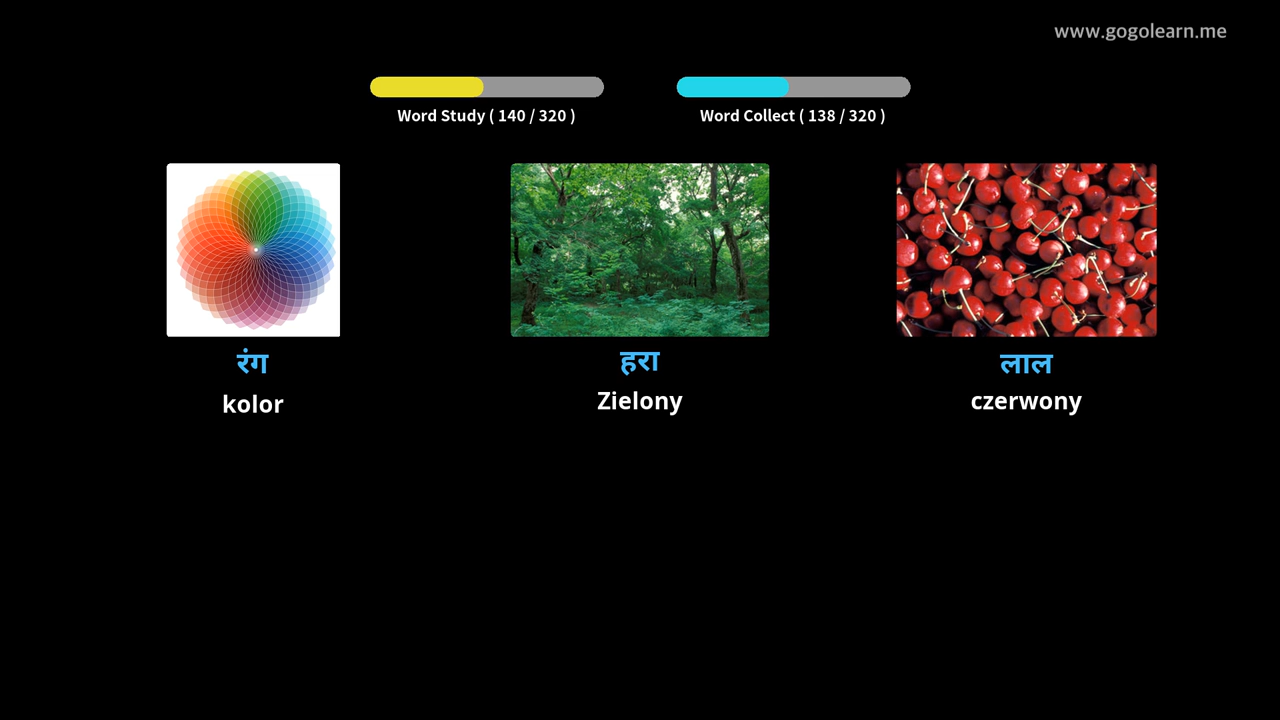 www.gogolearn.me
Word Study ( 140 / 320 )
Word Collect ( 138 / 320 )
रंग
हरा
लाल
kolor
Zielony
czerwony